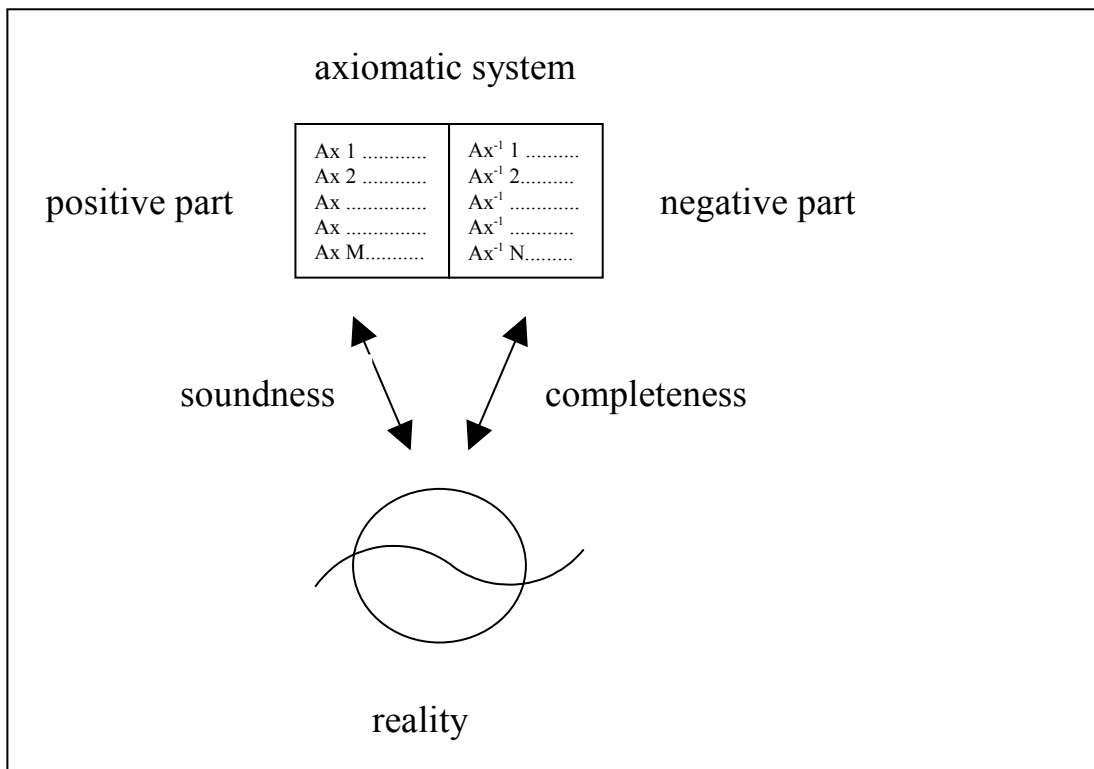 axiomatic system
positive part
Ax 1 ............
Ax 2 ............
Ax ...............
Ax ...............
Ax M...........
Ax⁻¹ 1 ..........
Ax⁻¹ 2..........
Ax⁻¹ .............
Ax⁻¹ ............
Ax⁻¹ N.........
negative part
soundness
completeness
reality